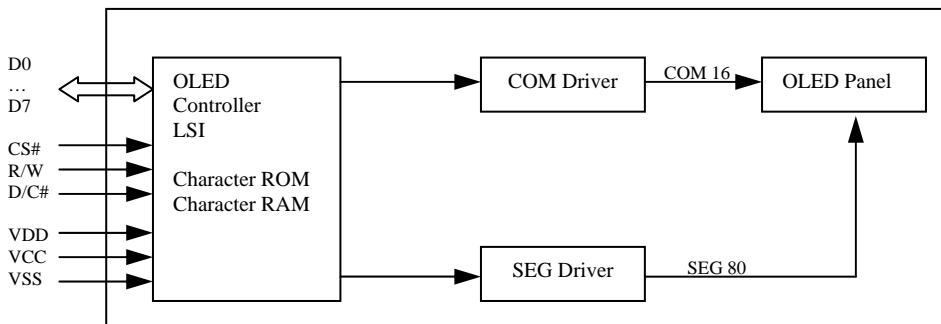 D0
…
D7
CS#
R/W
D/C#
VDD
VCC
VSS
OLED
Controller
LSI
Character ROM
Character RAM
COM Driver
COM 16
OLED Panel
SEG Driver
SEG 80